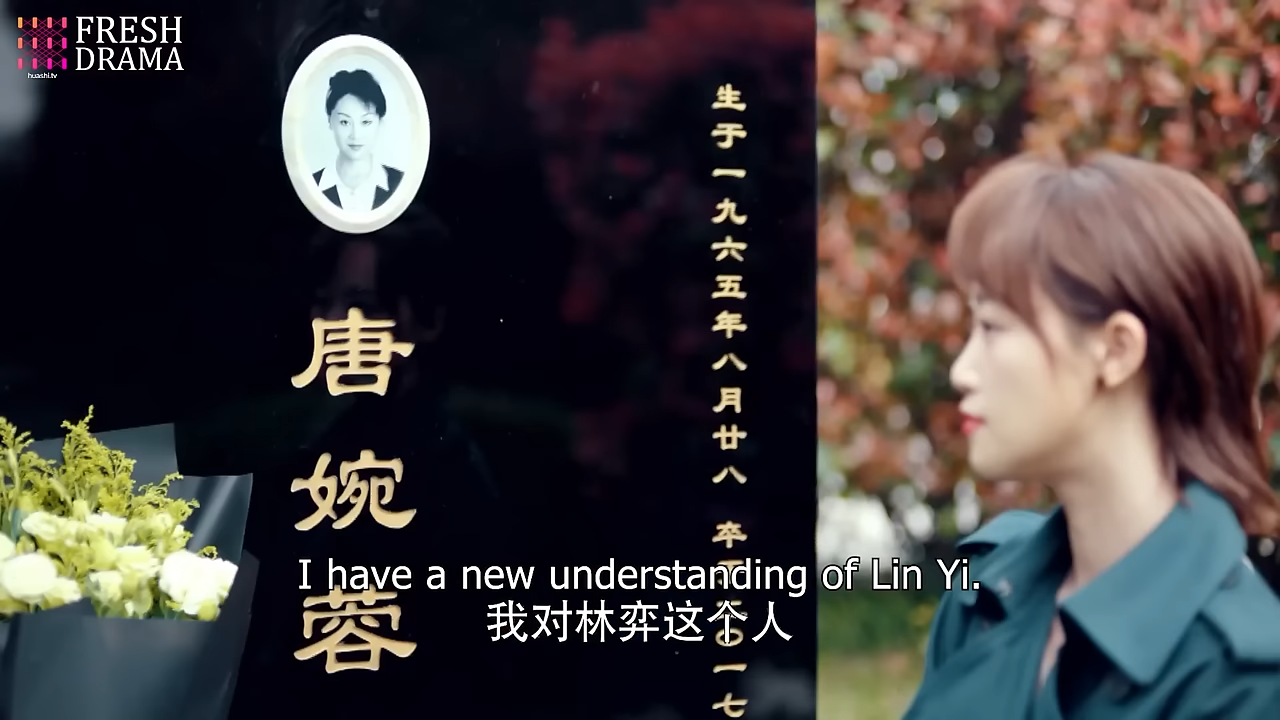 FRESH
DRAMA
huashi.tv
唐婉蓉
生于一九六五年八月廿八 卒
一七
I have a new understanding of Lin Yi.
我对林弈这个人